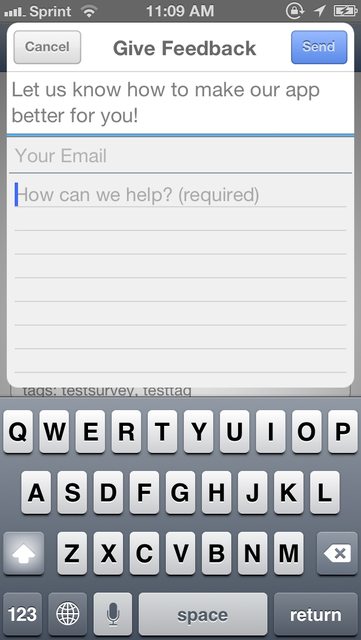 Sprint 11:09 AM
Cancel Give Feedback Send
Let us know how to make our app
better for you!
Your Email
How can we help? (required)
tags: testsurvey, testtag
Q W E R T Y U I O P
A S D F G H J K L
Z X C V B N M
123 space return